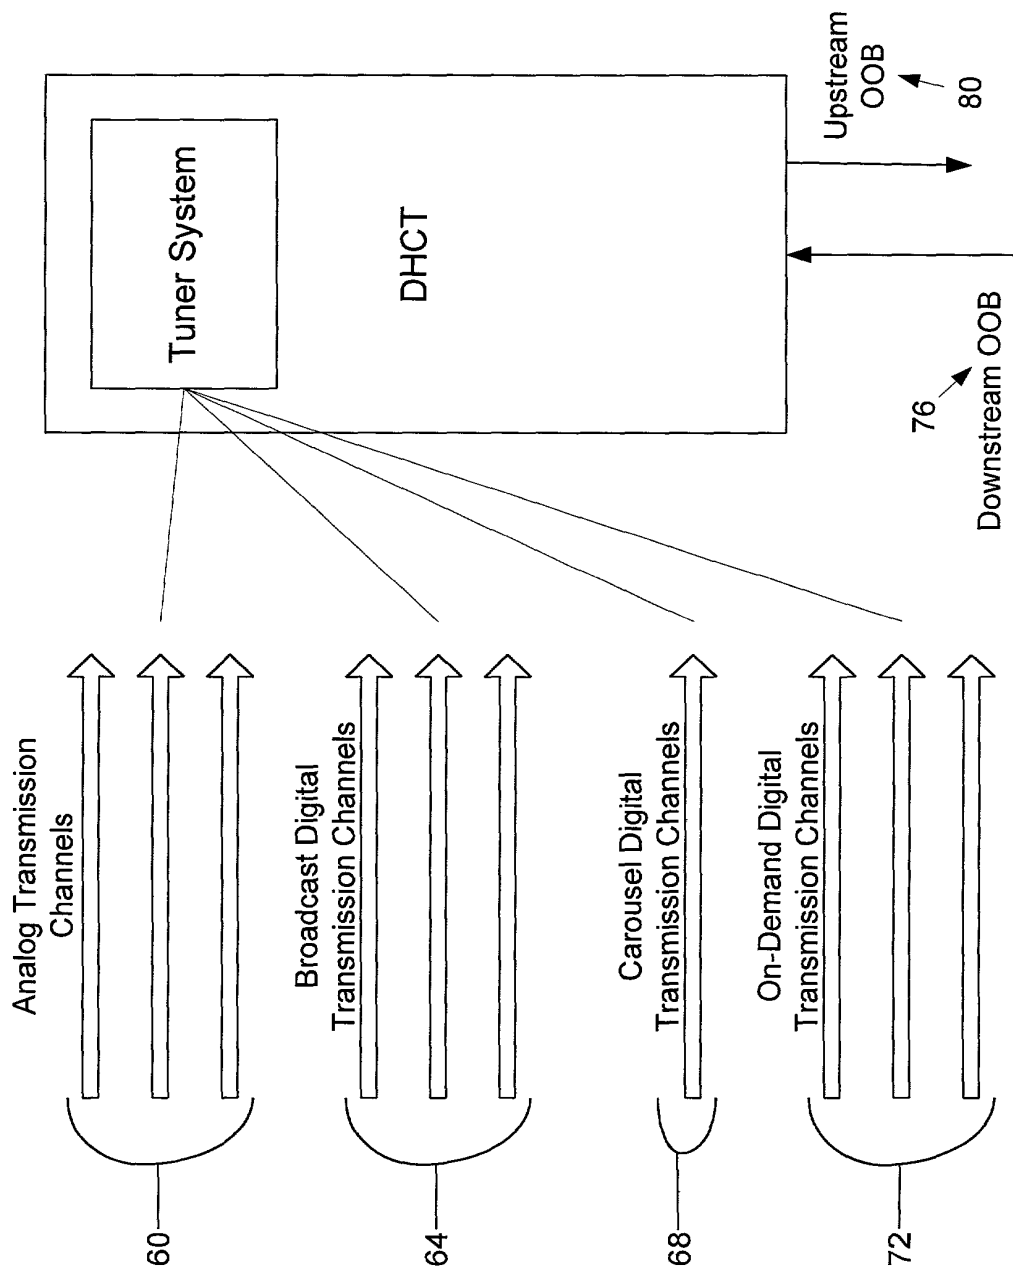 Analog Transmission
Channels
60
Broadcast Digital
Transmission Channels
64
Carousel Digital
Transmission Channels
68
On-Demand Digital
Transmission Channels
72
Tuner System
DHCT
76
Downstream OOB
Upstream
OOB
80